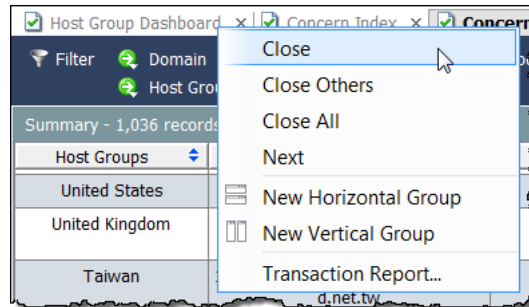 Host Group Dashboard
Concern Index
Concern
Filter
Domain
Host Grou
Summary - 1,036 records
Host Groups
United States
United Kingdom
Taiwan
Close
Close Others
Close All
Next
New Horizontal Group
New Vertical Group
Transaction Report...
d.net.tw